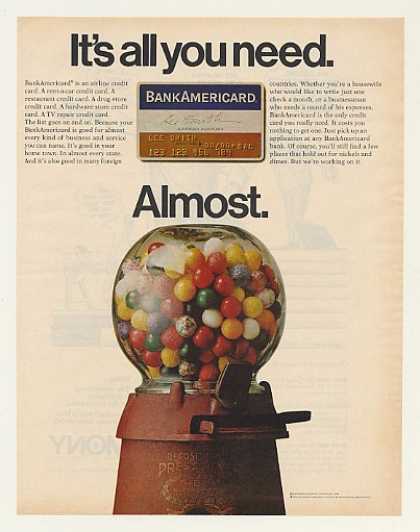 It's all you need.
BankAmericard® is an airline credit
card. A rent-a-car credit card. A
restaurant credit card. A drug store
credit card. A hardware store credit
card. A TV repair credit card.
The list goes on and on. Because your
BankAmericard is good for almost
every kind of business and service
you can name. It's good in your
home town. In almost every state.
And it's also good in many foreign
BANKAMERICARD
Lee Smith
LEE SMITH
123 123 456 789
countries. Whether you're a housewife
who would like to write just one
check a month, or a businessman
who needs a record of his expenses,
BankAmericard is the only credit
card you really need. It costs you
nothing to get one. Just pick up an
application at any BankAmericard
bank. Of course, you'll still find a few
places that hold out for nickels and
dimes. But we're working on it.
Almost.
MONY